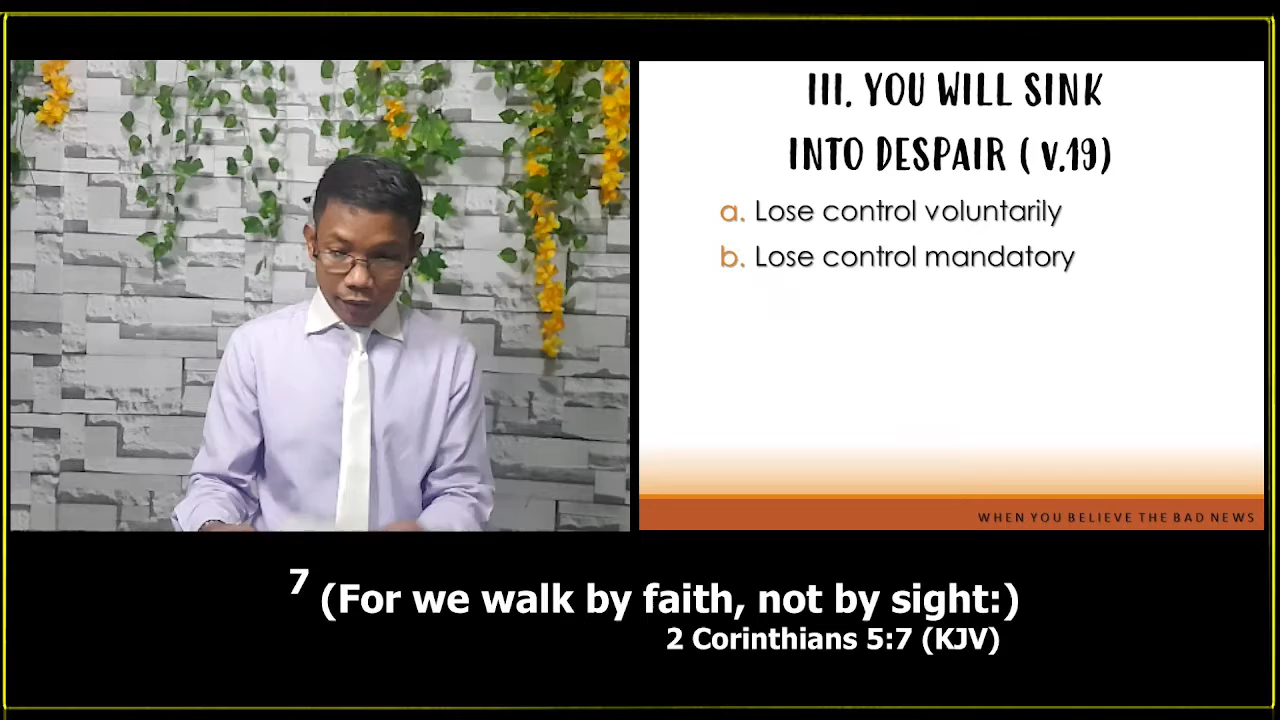 III. YOU WILL SINK
INTO DESPAIR ( v.19)
a. Lose control voluntarily
b. Lose control mandatory
WHEN YOU BELIEVE THE BAD NEWS
7 (For we walk by faith, not by sight:)
2 Corinthians 5:7 (KJV)